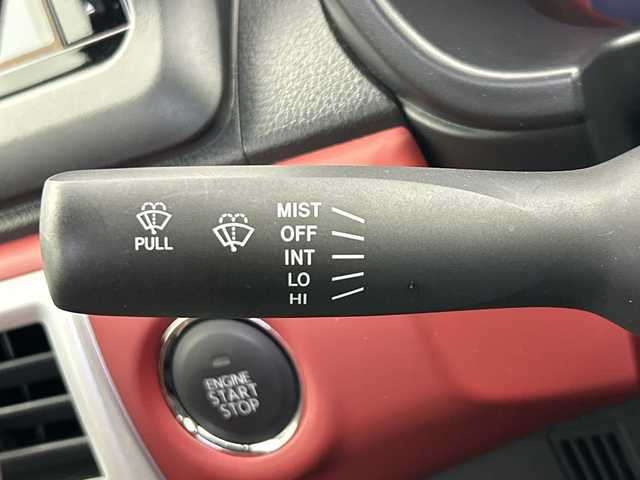 PULL
MIST
OFF
INT
LO
HI
ENGINE
START
STOP